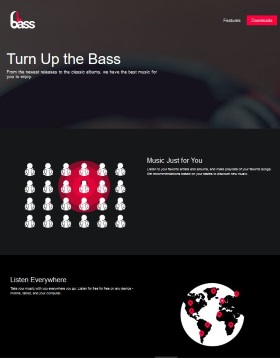 bass
Features
Downloads
Turn Up the Bass
From the newest releases to the classic albums, we have the best music for
you to enjoy.
Music Just for You
Listen to your favorite artists and albums, and make playlists of your favorite songs.
Get recommendations based on your tastes to discover new music.
Listen Everywhere
Take your music with you everywhere you go. Listen for free for free on any device -
mobile, tablet, and your computer.